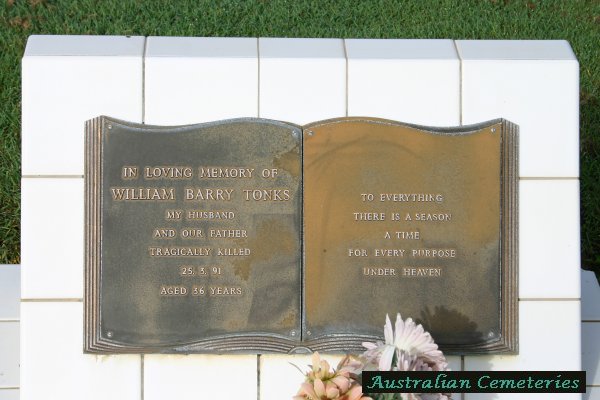 IN LOVING MEMORY OF
WILLIAM BARRY TONKS
MY HUSBAND
AND OUR FATHER
TRAGICALLY KILLED
25. 3. 91
AGED 36 YEARS
TO EVERYTHING
THERE IS A SEASON
A TIME
FOR EVERY PURPOSE
UNDER HEAVEN
Australian Cemeteries